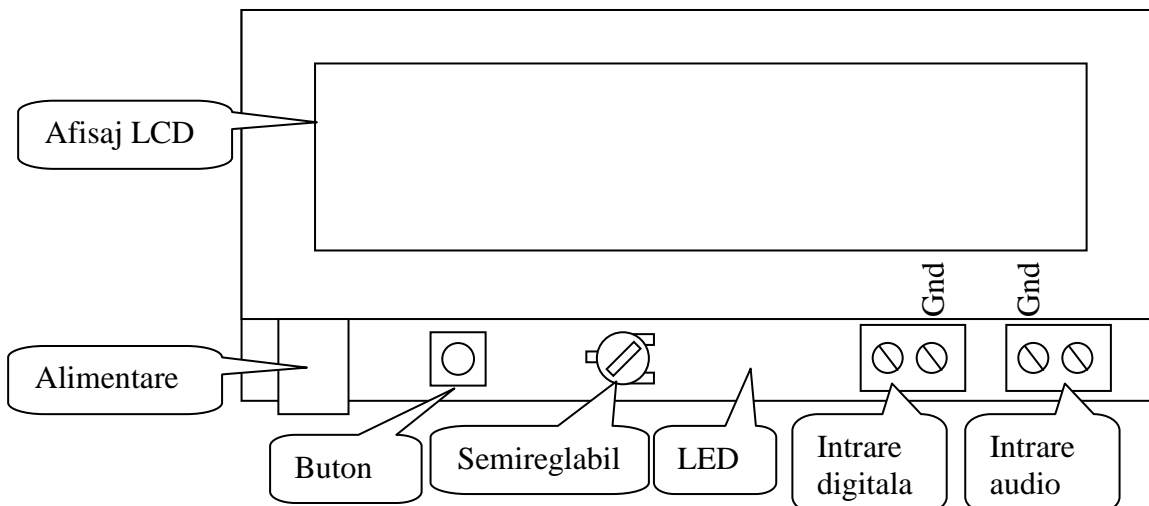 Afisaj LCD
Gnd
Gnd
Alimentare
Buton
Semireglabil
LED
Intrare
digitala
Intrare
audio